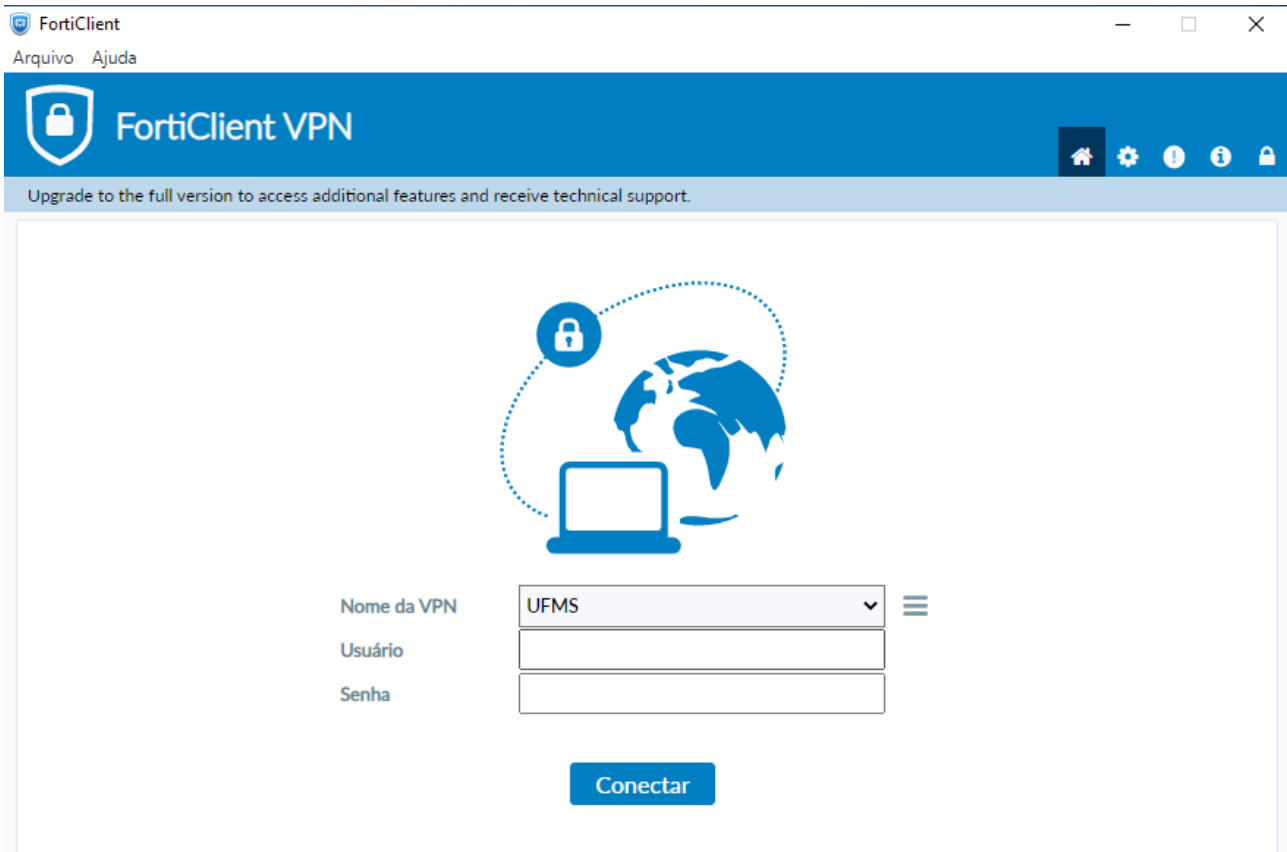 FortiClient
Arquivo Ajuda
FortiClient VPN
Upgrade to the full version to access additional features and receive technical support.
Nome da VPN UFMS
Usuário
Senha
Conectar